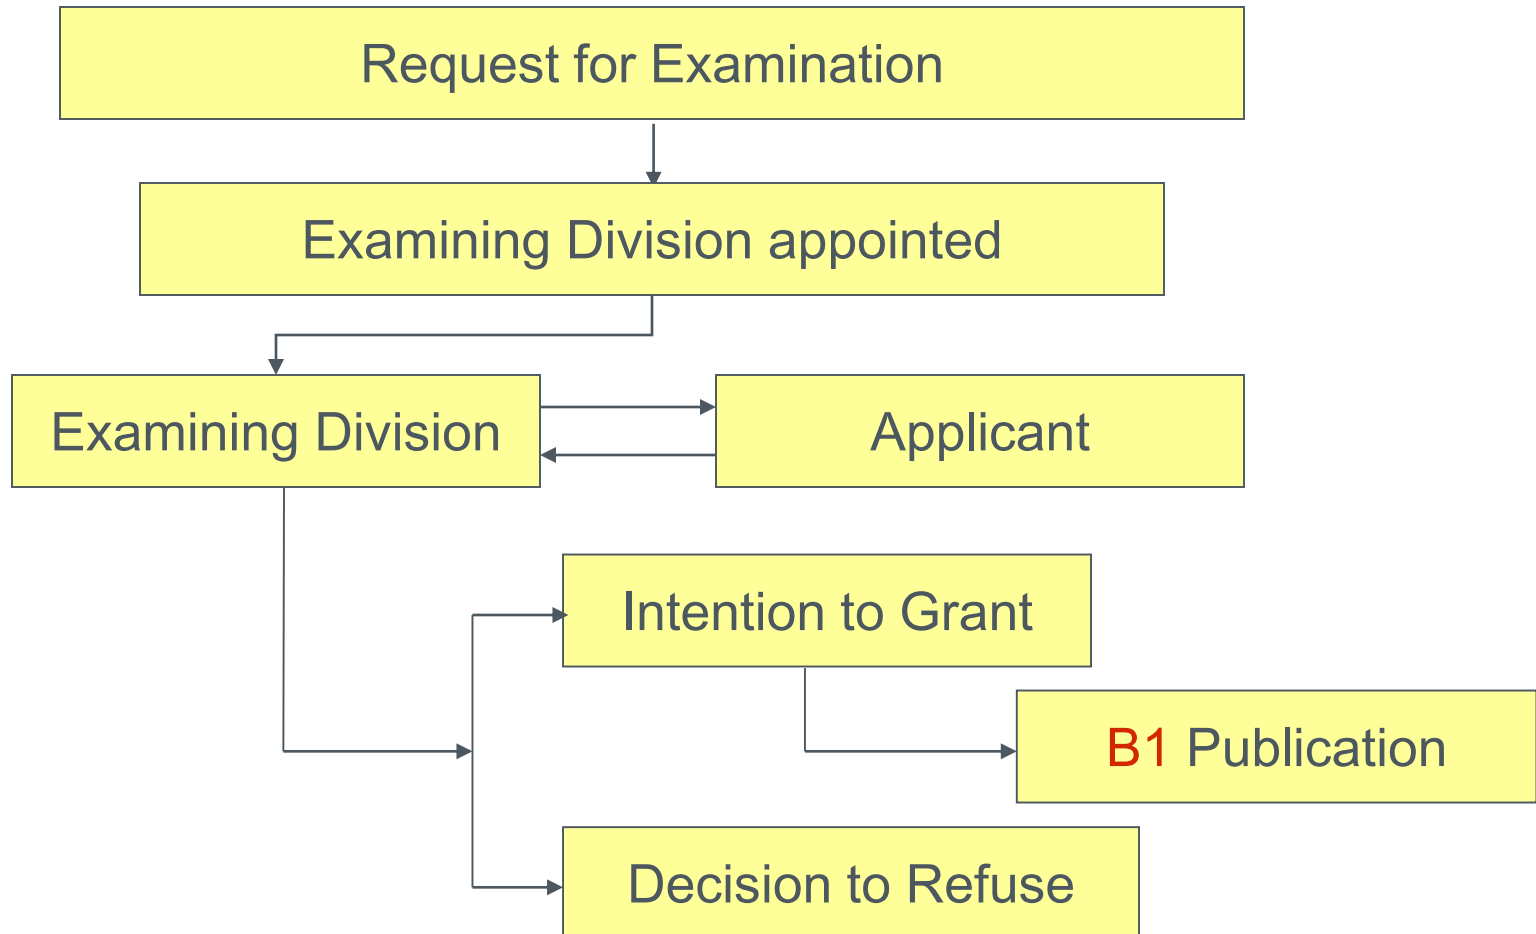 Request for Examination
Examining Division appointed
Examining Division
Applicant
Intention to Grant
B1 Publication
Decision to Refuse